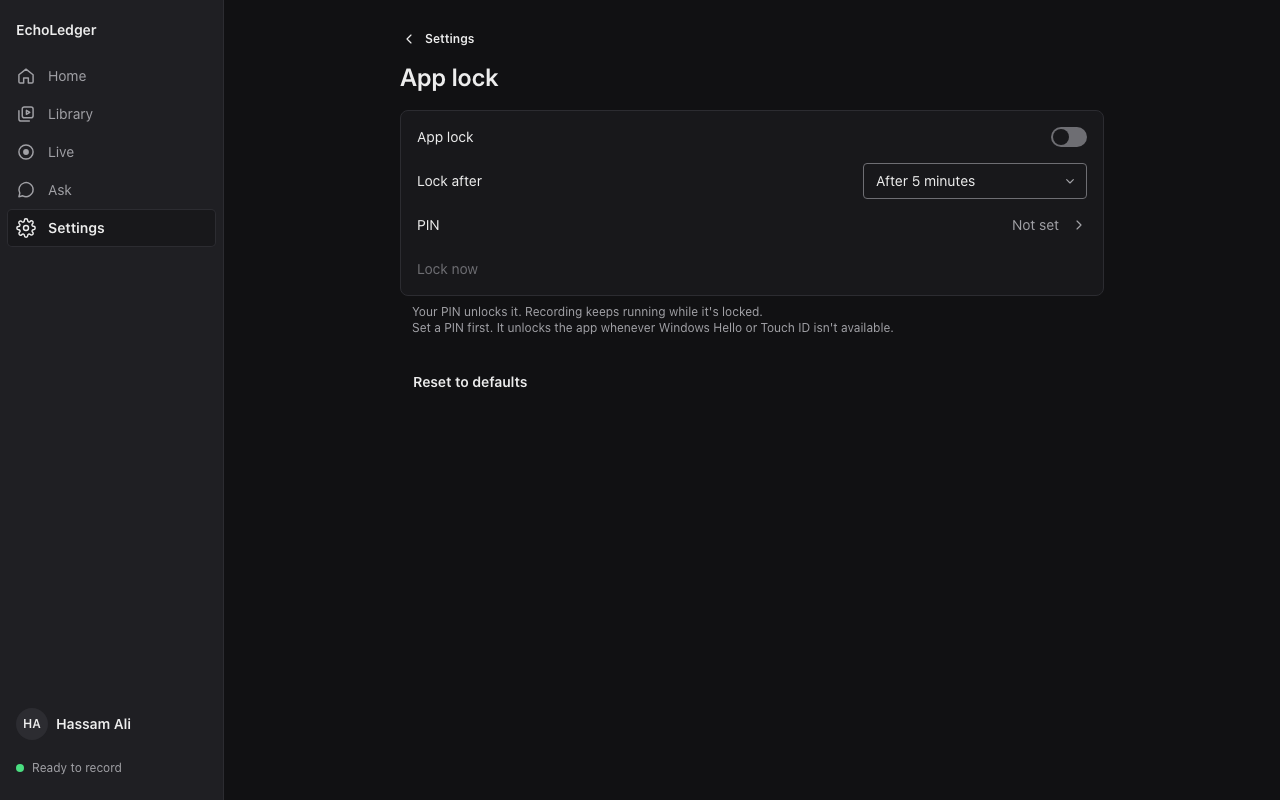 EchoLedger
Home
Library
Live
Ask
Settings
HA
Hassam Ali
Ready to record
Settings
App lock
App lock
Lock after
After 5 minutes
PIN
Not set
Lock now
Your PIN unlocks it. Recording keeps running while it's locked.
Set a PIN first. It unlocks the app whenever Windows Hello or Touch ID isn't available.
Reset to defaults